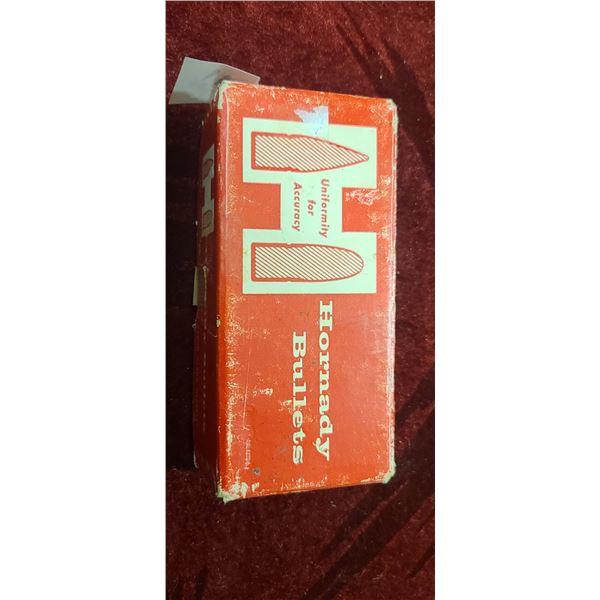 Uniformity
for
Accuracy
Hornady
Bullets